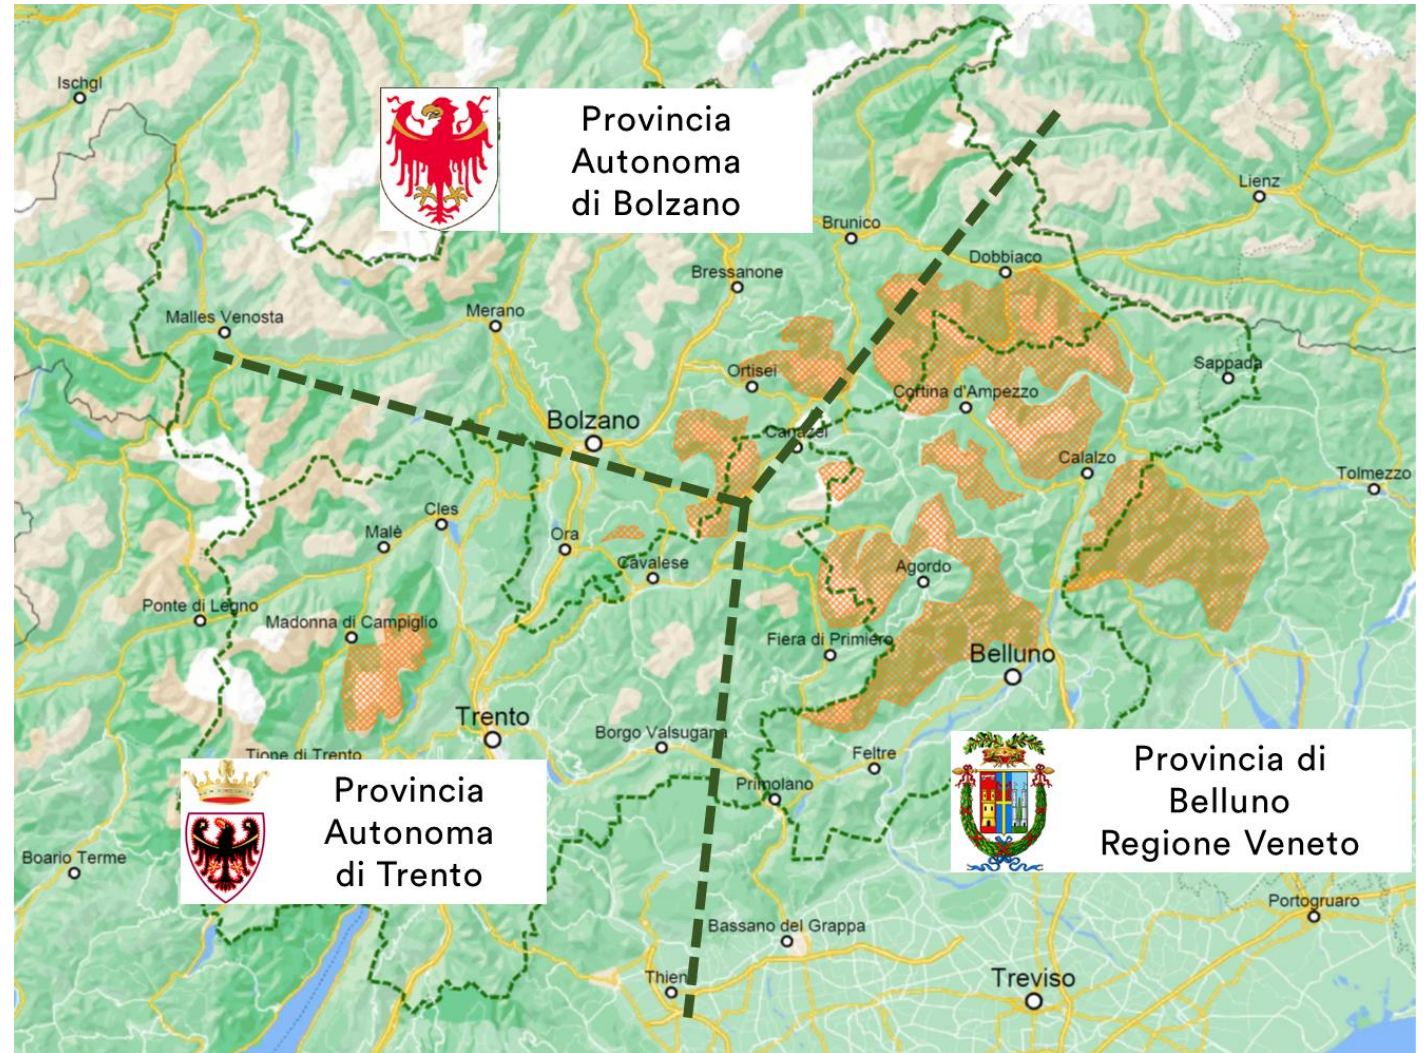 Ischgl
Provincia
Autonoma
di Bolzano
Lienz
Brunico
Dobbiaco
Bressanone
Malles Venosta
Merano
Sappada
Ortisei
Cortina d'Ampezzo
Bolzano
Canazei
Calalzo
Tolmezzo
Cles
Malè
Ora
Cavalese
Agordo
Ponte di Legno
Madonna di Campiglio
Fiera di Primiero
Belluno
Trento
Borgo Valsugana
Tione di Trento
Feltre
Primolano
Provincia
Autonoma
di Trento
Provincia di
Belluno
Regione Veneto
Boario Terme
Portogruaro
Bassano del Grappa
Thien
Treviso